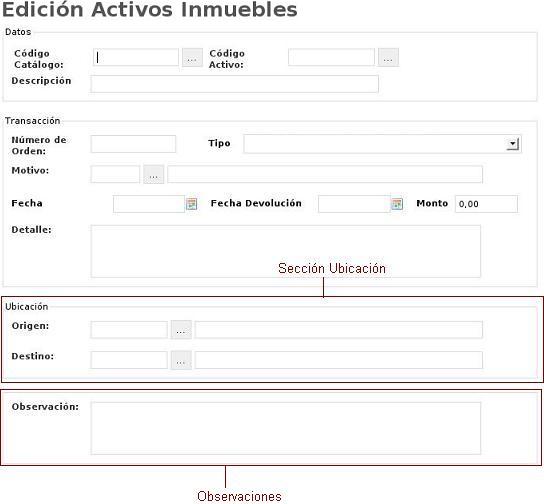 Edición Activos Inmuebles
Datos
Código Catálogo: ... Código Activo: ...
Descripción
Transacción
Número de Orden: Tipo
Motivo: ...
Fecha Fecha Devolución Monto 0,00
Detalle:
Sección Ubicación
Ubicación
Origen: ...
Destino: ...
Observación:
Observaciones